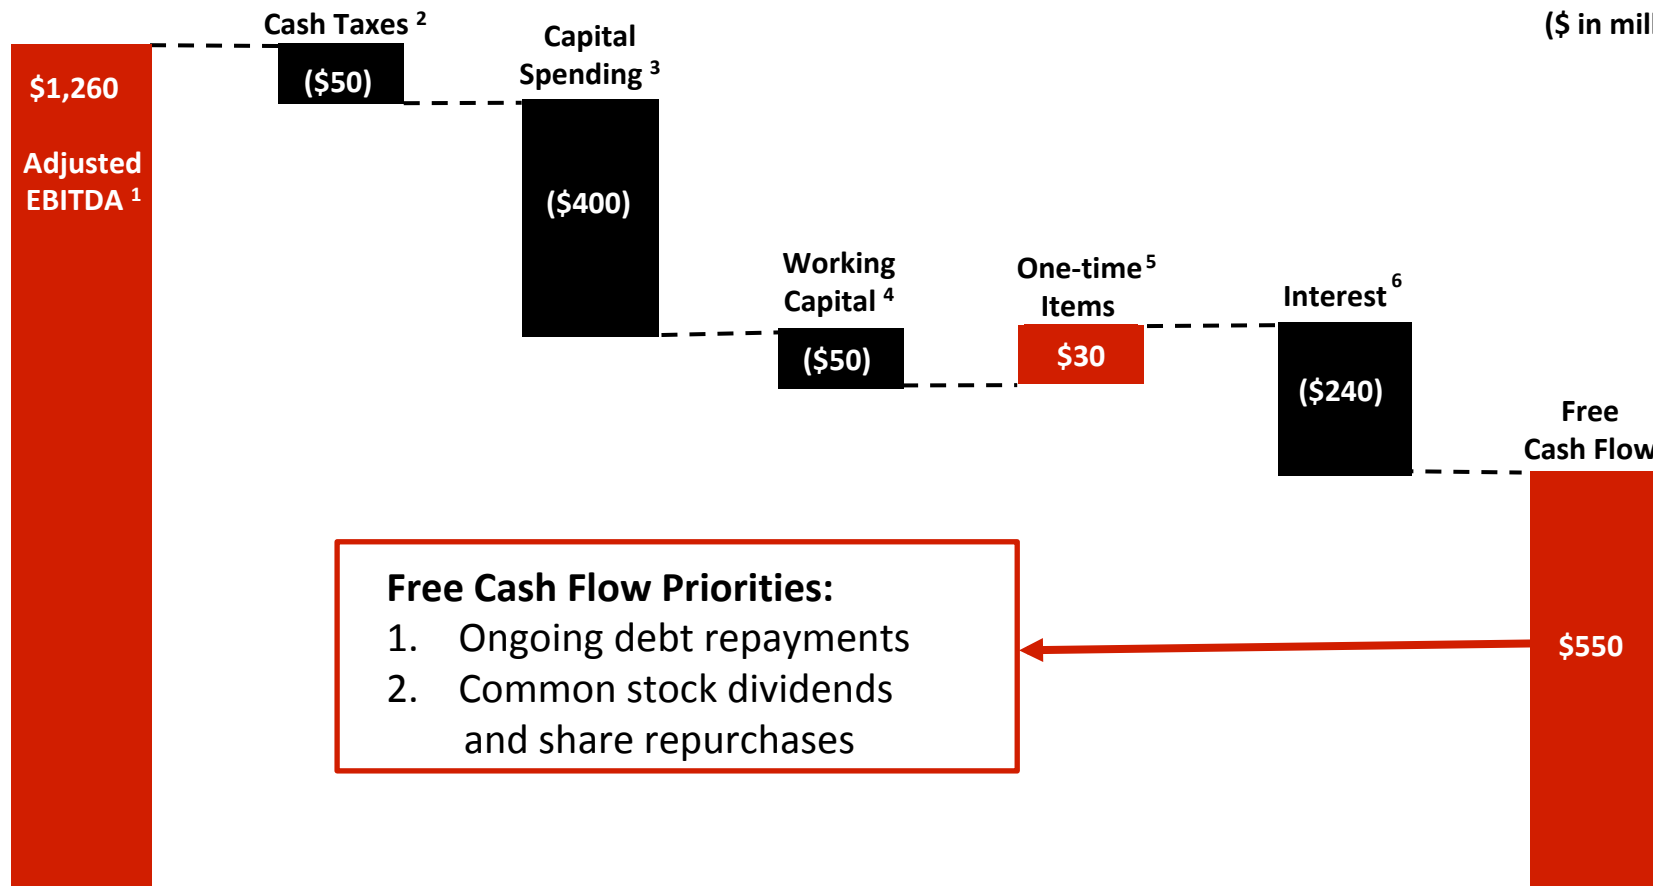 ($ in mill
$1,260
Adjusted
EBITDA 1
Cash Taxes 2
($50)
Capital
Spending 3
($400)
Working
Capital 4
($50)
One-time 5
Items
$30
Interest 6
($240)
Free
Cash Flow
$550
Free Cash Flow Priorities:
1. Ongoing debt repayments
2. Common stock dividends
and share repurchases